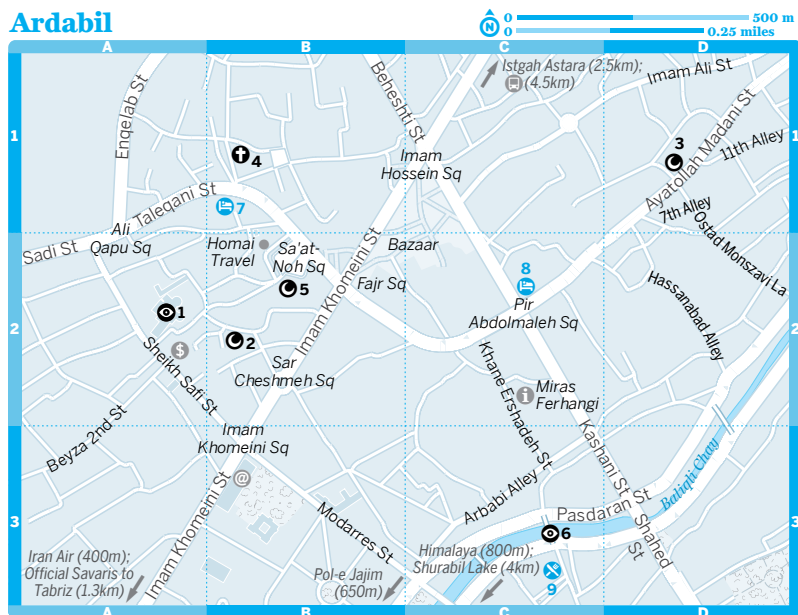 Ardabil
N
0 500 m
0 0.25 miles
A B C D
1
2
3
1
2
3
A B C D
Istgah Astara (2.5km);
(4.5km)
Imam Ali St
Beheshti St
Enqelab St
3
11th Alley
4
Imam
Hossein Sq
Ayatollah Madani St
7th Alley
Taleqani St
7
Ostad Monszavi La
Ali
Qapu Sq
Sadi St
Homai
Travel
Sa'at-
Noh Sq
Bazaar
Imam Khomeini St
Fajr Sq
8
Hassanabad Alley
5
1
Pir
Abdolmaleh Sq
2
$
Sheikh Safi St
Sar
Cheshmeh Sq
Khane Ershadeh St
i
Miras
Ferhangi
Beyza 2nd St
Imam
Khomeini Sq
Kashani St
@
Baliqli Chay
Arbabi Alley
Pasdaran St
Imam Khomeini St
Modarres St
6
Shahed
St
Iran Air (400m);
Official Savaris to
Tabriz (1.3km)
Pol-e Jajim
(650m)
Himalaya (800m);
Shurabil Lake (4km)
9